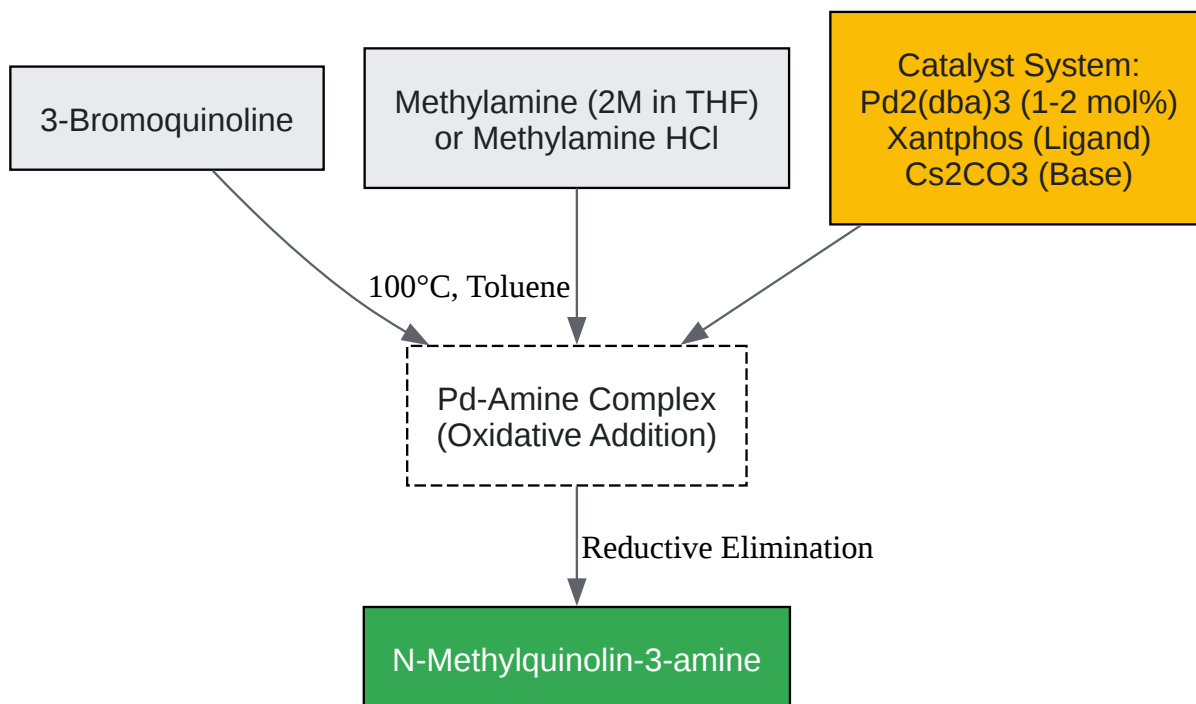 3-Bromoquinoline
Methylamine (2M in THF)
or Methylamine HCl
Catalyst System:
Pd2(dba)3 (1-2 mol%)
Xantphos (Ligand)
Cs2CO3 (Base)
100°C, Toluene
Pd-Amine Complex
(Oxidative Addition)
Reductive Elimination
N-Methylquinolin-3-amine